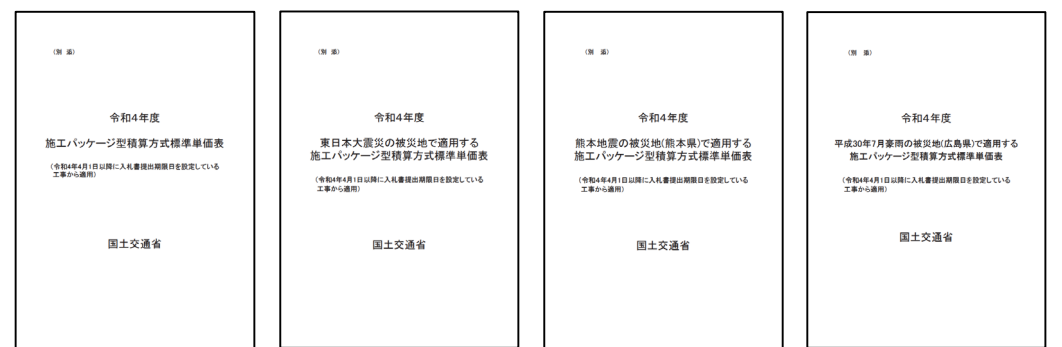 (別 添)
令和4年度
施工パッケージ型積算方式標準単価表
(令和4年4月1日以降に入札書提出期限日を設定している
工事から適用)
国土交通省
(別 添)
令和4年度
東日本大震災の被災地で適用する
施工パッケージ型積算方式標準単価表
(令和4年4月1日以降に入札書提出期限日を設定している
工事から適用)
国土交通省
(別 添)
令和4年度
熊本地震の被災地(熊本県)で適用する
施工パッケージ型積算方式標準単価表
(令和4年4月1日以降に入札書提出期限日を設定している
工事から適用)
国土交通省
(別 添)
令和4年度
平成30年7月豪雨の被災地(広島県)で適用する
施工パッケージ型積算方式標準単価表
(令和4年4月1日以降に入札書提出期限日を設定している
工事から適用)
国土交通省